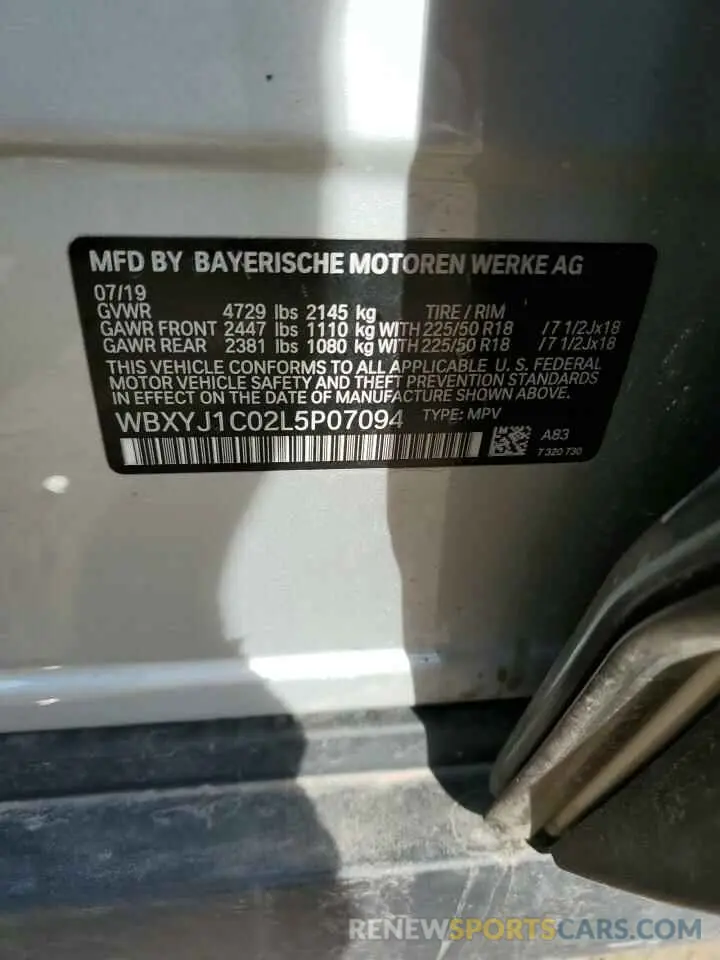 MFD BY BAYERISCHE MOTOREN WERKE AG
07/19
GVWR 4729 lbs 2145 kg TIRE / RIM
GAWR FRONT 2447 lbs 1110 kg WITH 225/50 R18 /7 1/2Jx18
GAWR REAR 2381 lbs 1080 kg WITH 225/50 R18 /7 1/2Jx18
THIS VEHICLE CONFORMS TO ALL APPLICABLE U. S. FEDERAL
MOTOR VEHICLE SAFETY AND THEFT PREVENTION STANDARDS
IN EFFECT ON THE DATE OF MANUFACTURE SHOWN ABOVE.
WBXYJ1C02L5P07094 TYPE: MPV
A83
7 320 730
RENEWSPORTSCARS.COM